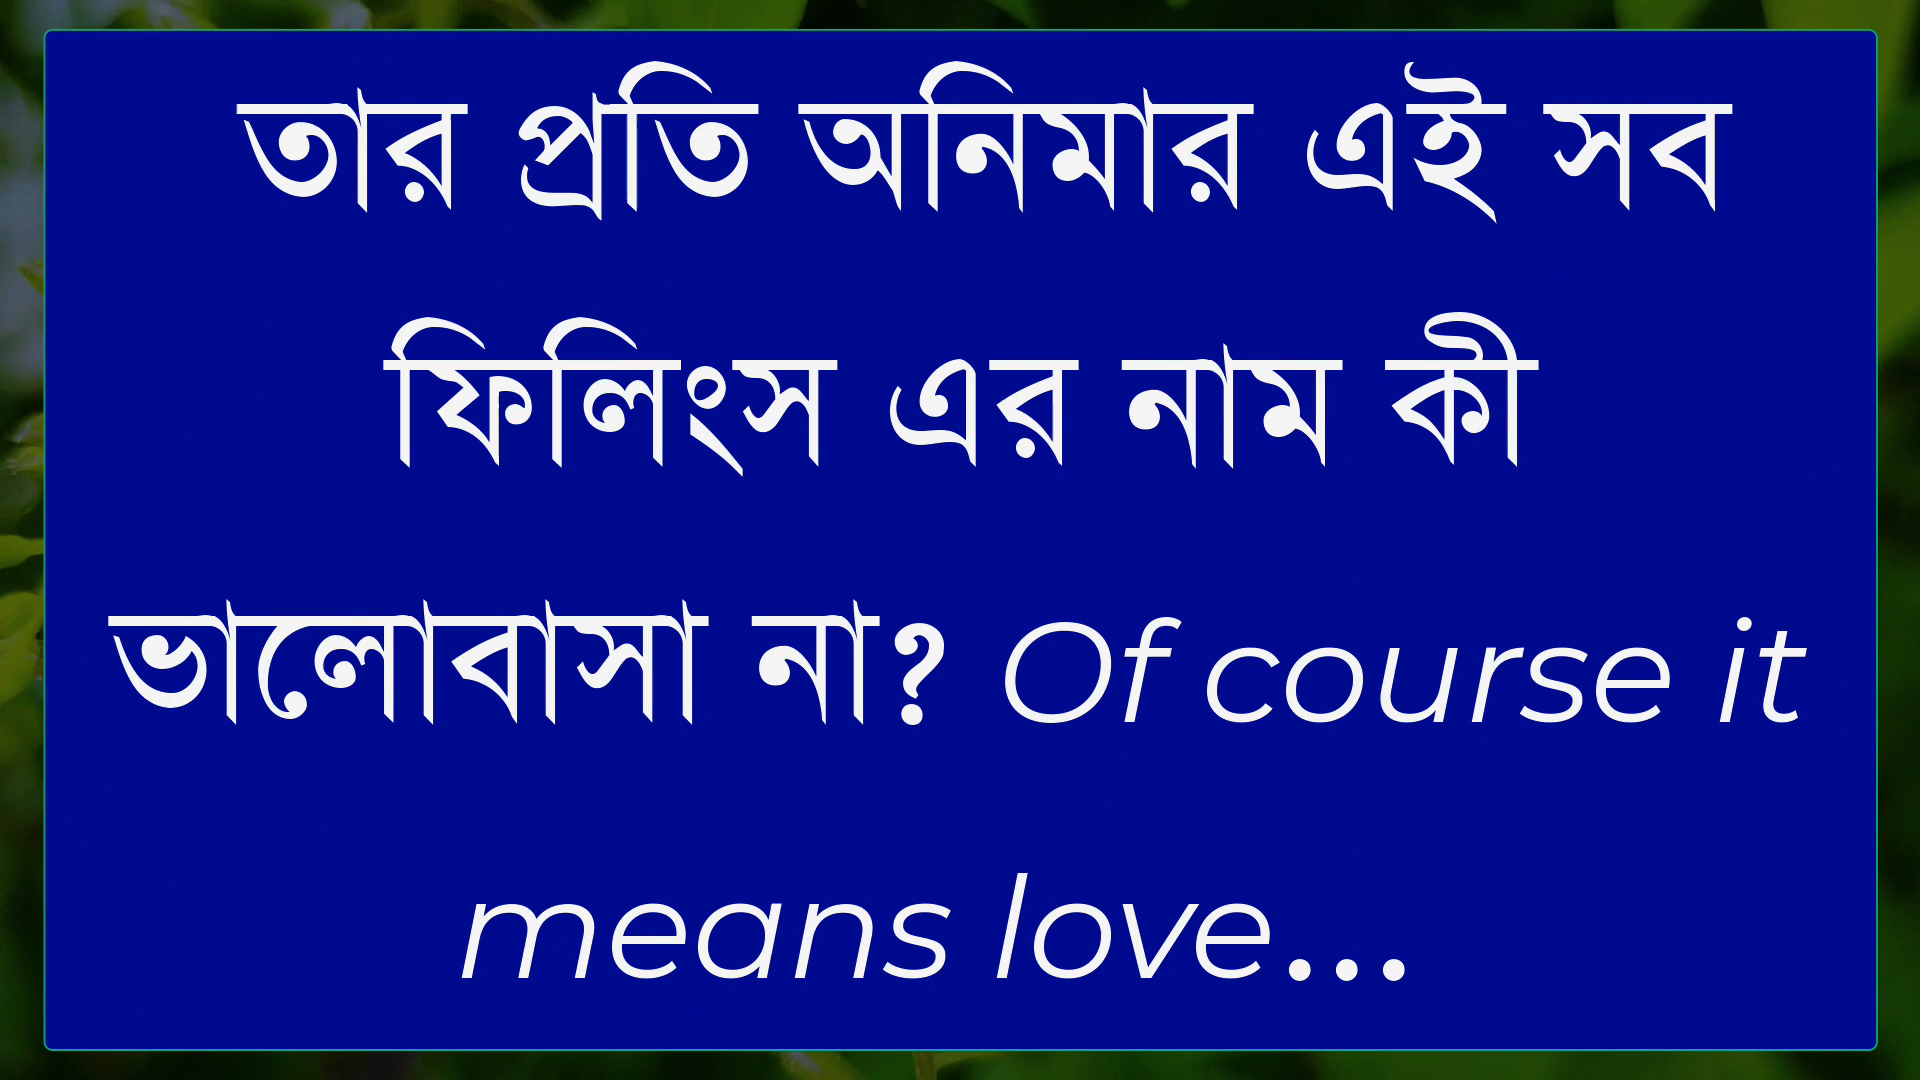 তার প্রতি অনিমার এই সব
ফিলিংস এর নাম কী
ভালোবাসা না? Of course it
means love...